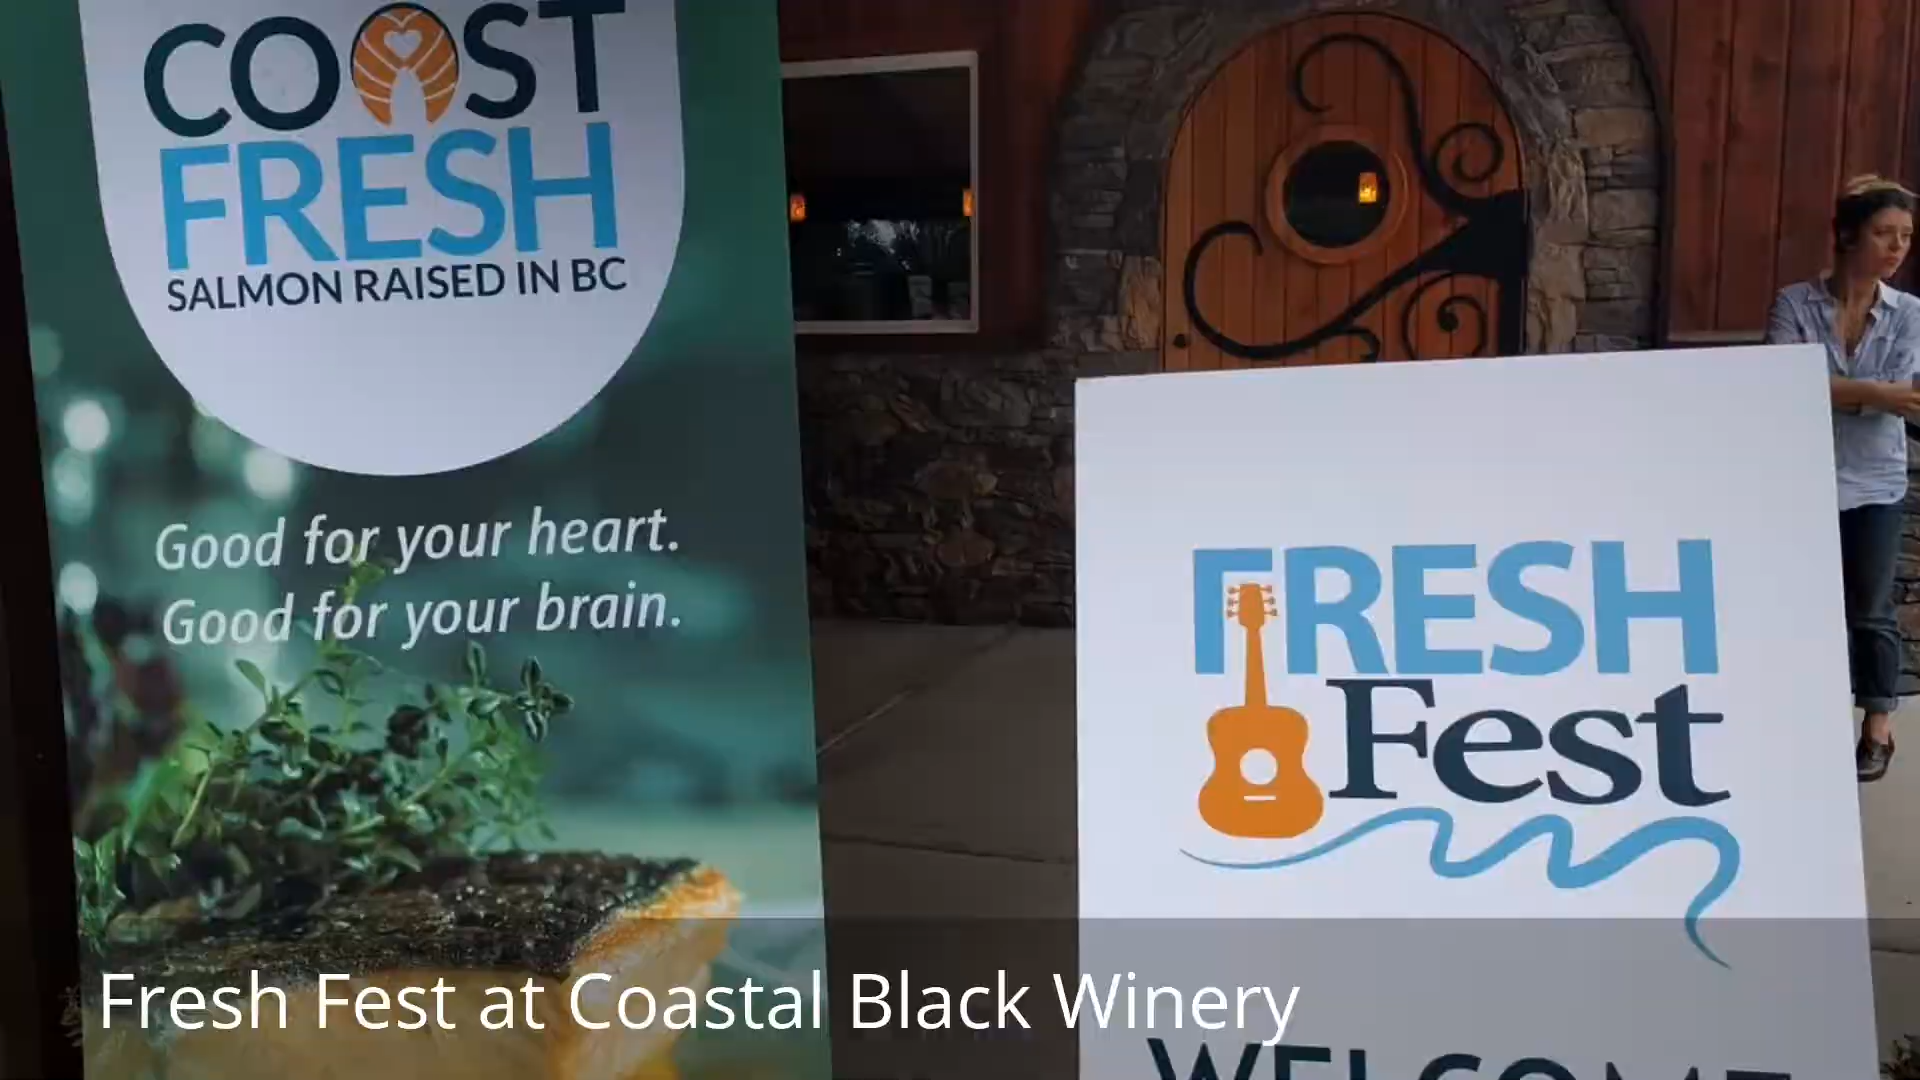 COAST
FRESH
SALMON RAISED IN BC
Good for your heart.
Good for your brain.
FRESH
Fest
WELCOME
Fresh Fest at Coastal Black Winery